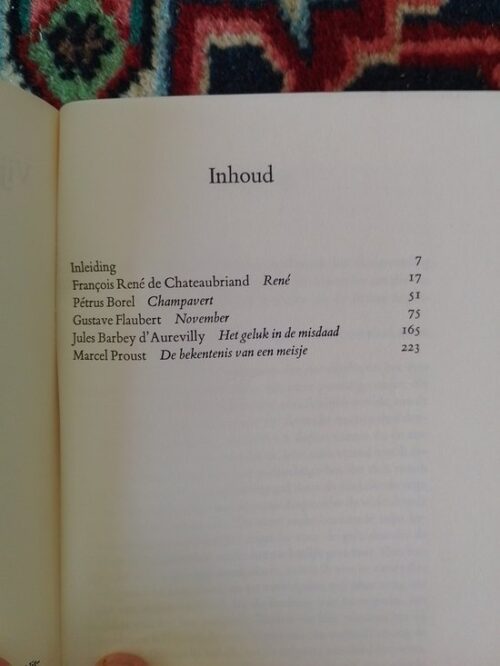 Inhoud
Inleiding 7
François René de Chateaubriand René 17
Pétrus Borel Champavert 51
Gustave Flaubert November 75
Jules Barbey d'Aurevilly Het geluk in de misdaad 165
Marcel Proust De bekentenis van een meisje 223